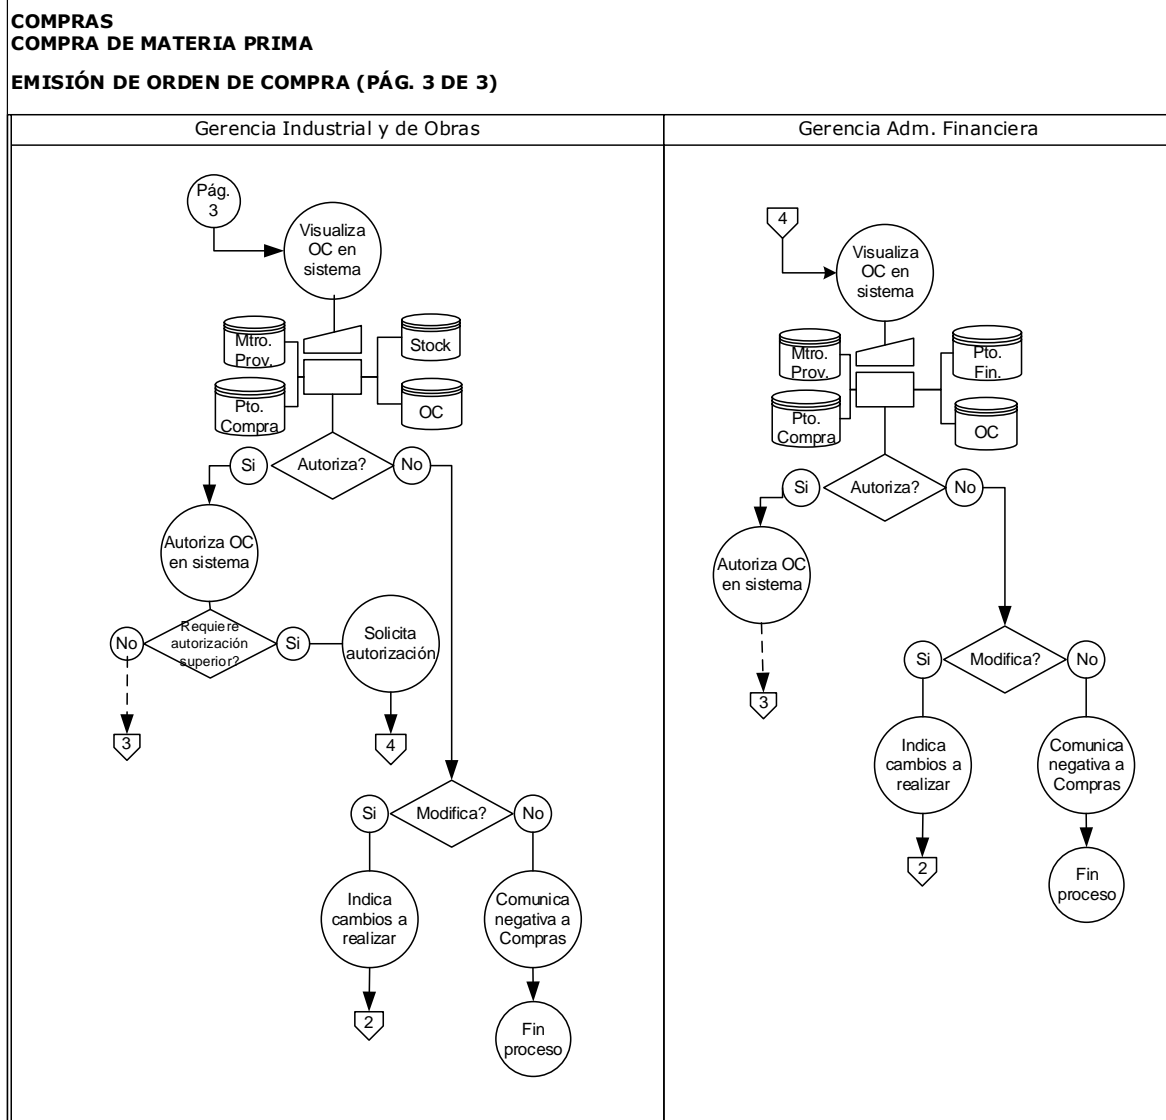 COMPRAS
COMPRA DE MATERIA PRIMA
EMISIÓN DE ORDEN DE COMPRA (PÁG. 3 DE 3)
Gerencia Industrial y de Obras
Pág.
3
Visualiza
OC en
sistema
Mtro.
Prov.
Stock
Pto.
Compra
OC
Si
Autoriza?
No
Autoriza OC
en sistema
No
Requiere
autorización
superior?
Si
Solicita
autorización
3
4
Si
Modifica?
No
Indica
cambios a
realizar
Comunica
negativa a
Compras
2
Fin
proceso
Gerencia Adm. Financiera
4
Visualiza
OC en
sistema
Mtro.
Prov.
Pto.
Fin.
Pto.
Compra
OC
Si
Autoriza?
No
Autoriza OC
en sistema
3
Si
Modifica?
No
Indica
cambios a
realizar
Comunica
negativa a
Compras
2
Fin
proceso